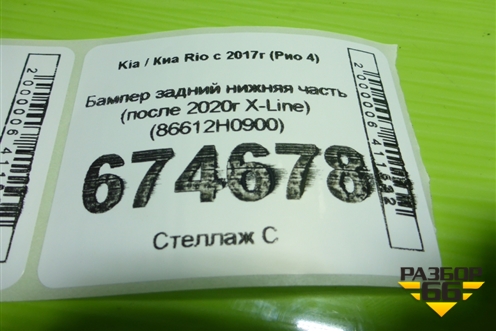 Kia / Киа Rio с 2017г (Рио 4)
Бампер задний нижняя часть
(после 2020г X-Line)
(86612H0900)
674678
Стеллаж С
РАЗБОР
66